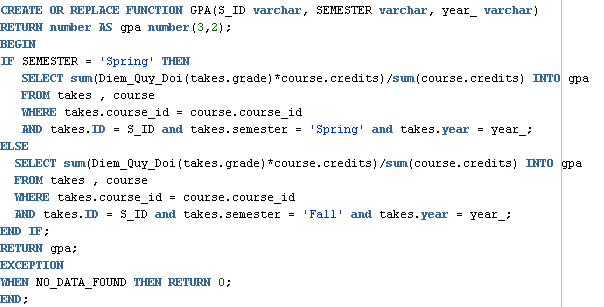 CREATE OR REPLACE FUNCTION GPA(S_ID varchar, SEMESTER varchar, year_ varchar)
RETURN number AS gpa number(3,2);
BEGIN
IF SEMESTER = 'Spring' THEN
SELECT sum(Diem_Quy_Doi(takes.grade)*course.credits)/sum(course.credits) INTO gpa
FROM takes , course
WHERE takes.course_id = course.course_id
AND takes.ID = S_ID and takes.semester = 'Spring' and takes.year = year_;
ELSE
SELECT sum(Diem_Quy_Doi(takes.grade)*course.credits)/sum(course.credits) INTO gpa
FROM takes , course
WHERE takes.course_id = course.course_id
AND takes.ID = S_ID and takes.semester = 'Fall' and takes.year = year_;
END IF;
RETURN gpa;
EXCEPTION
WHEN NO_DATA_FOUND THEN RETURN 0;
END;